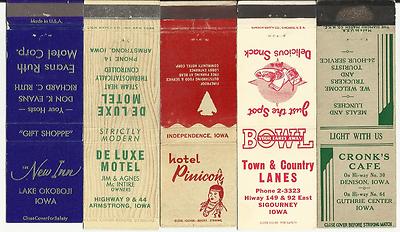 Made in U.S.A.
Evans Ruth
Motel Corp.
Your Hosts —
DON K. EVANS
RICHARD C. RUTH
"GIFT SHOPPE"
The New Inn
LAKE OKOBOJI
IOWA
Close Cover for Safety
ARMSTRONG, IOWA
PHONE 14
THERMOSTATICALLY
CONTROLLED
STEAM HEAT
DE LUXE
MOTEL
STRICTLY
MODERN
DE LUXE
MOTEL
JIM & AGNES
Mc INTIRE
OWNERS
HIGHWAY 9 & 44
ARMSTRONG, IOWA
INDEPENDENCE, IOWA
hotel
Pinicon
Delicious Snack
Just the Spot
BOWL
YOUR CARES AWAY
Town & Country
LANES
Phone 2-3323
Hiway 149 & 92 East
SIGOURNEY
IOWA
24-HOUR SERVICE
TOURISTS
AND
TRUCKERS
WE WELCOME
LUNCHES
MEALS
LIGHT WITH US
CRONK'S
CAFE
On Hi-way No. 30
DENISON, IOWA
On Hi-way No. 64
GUTHRIE CENTER
IOWA
CLOSE COVER BEFORE STRIKING MATCH